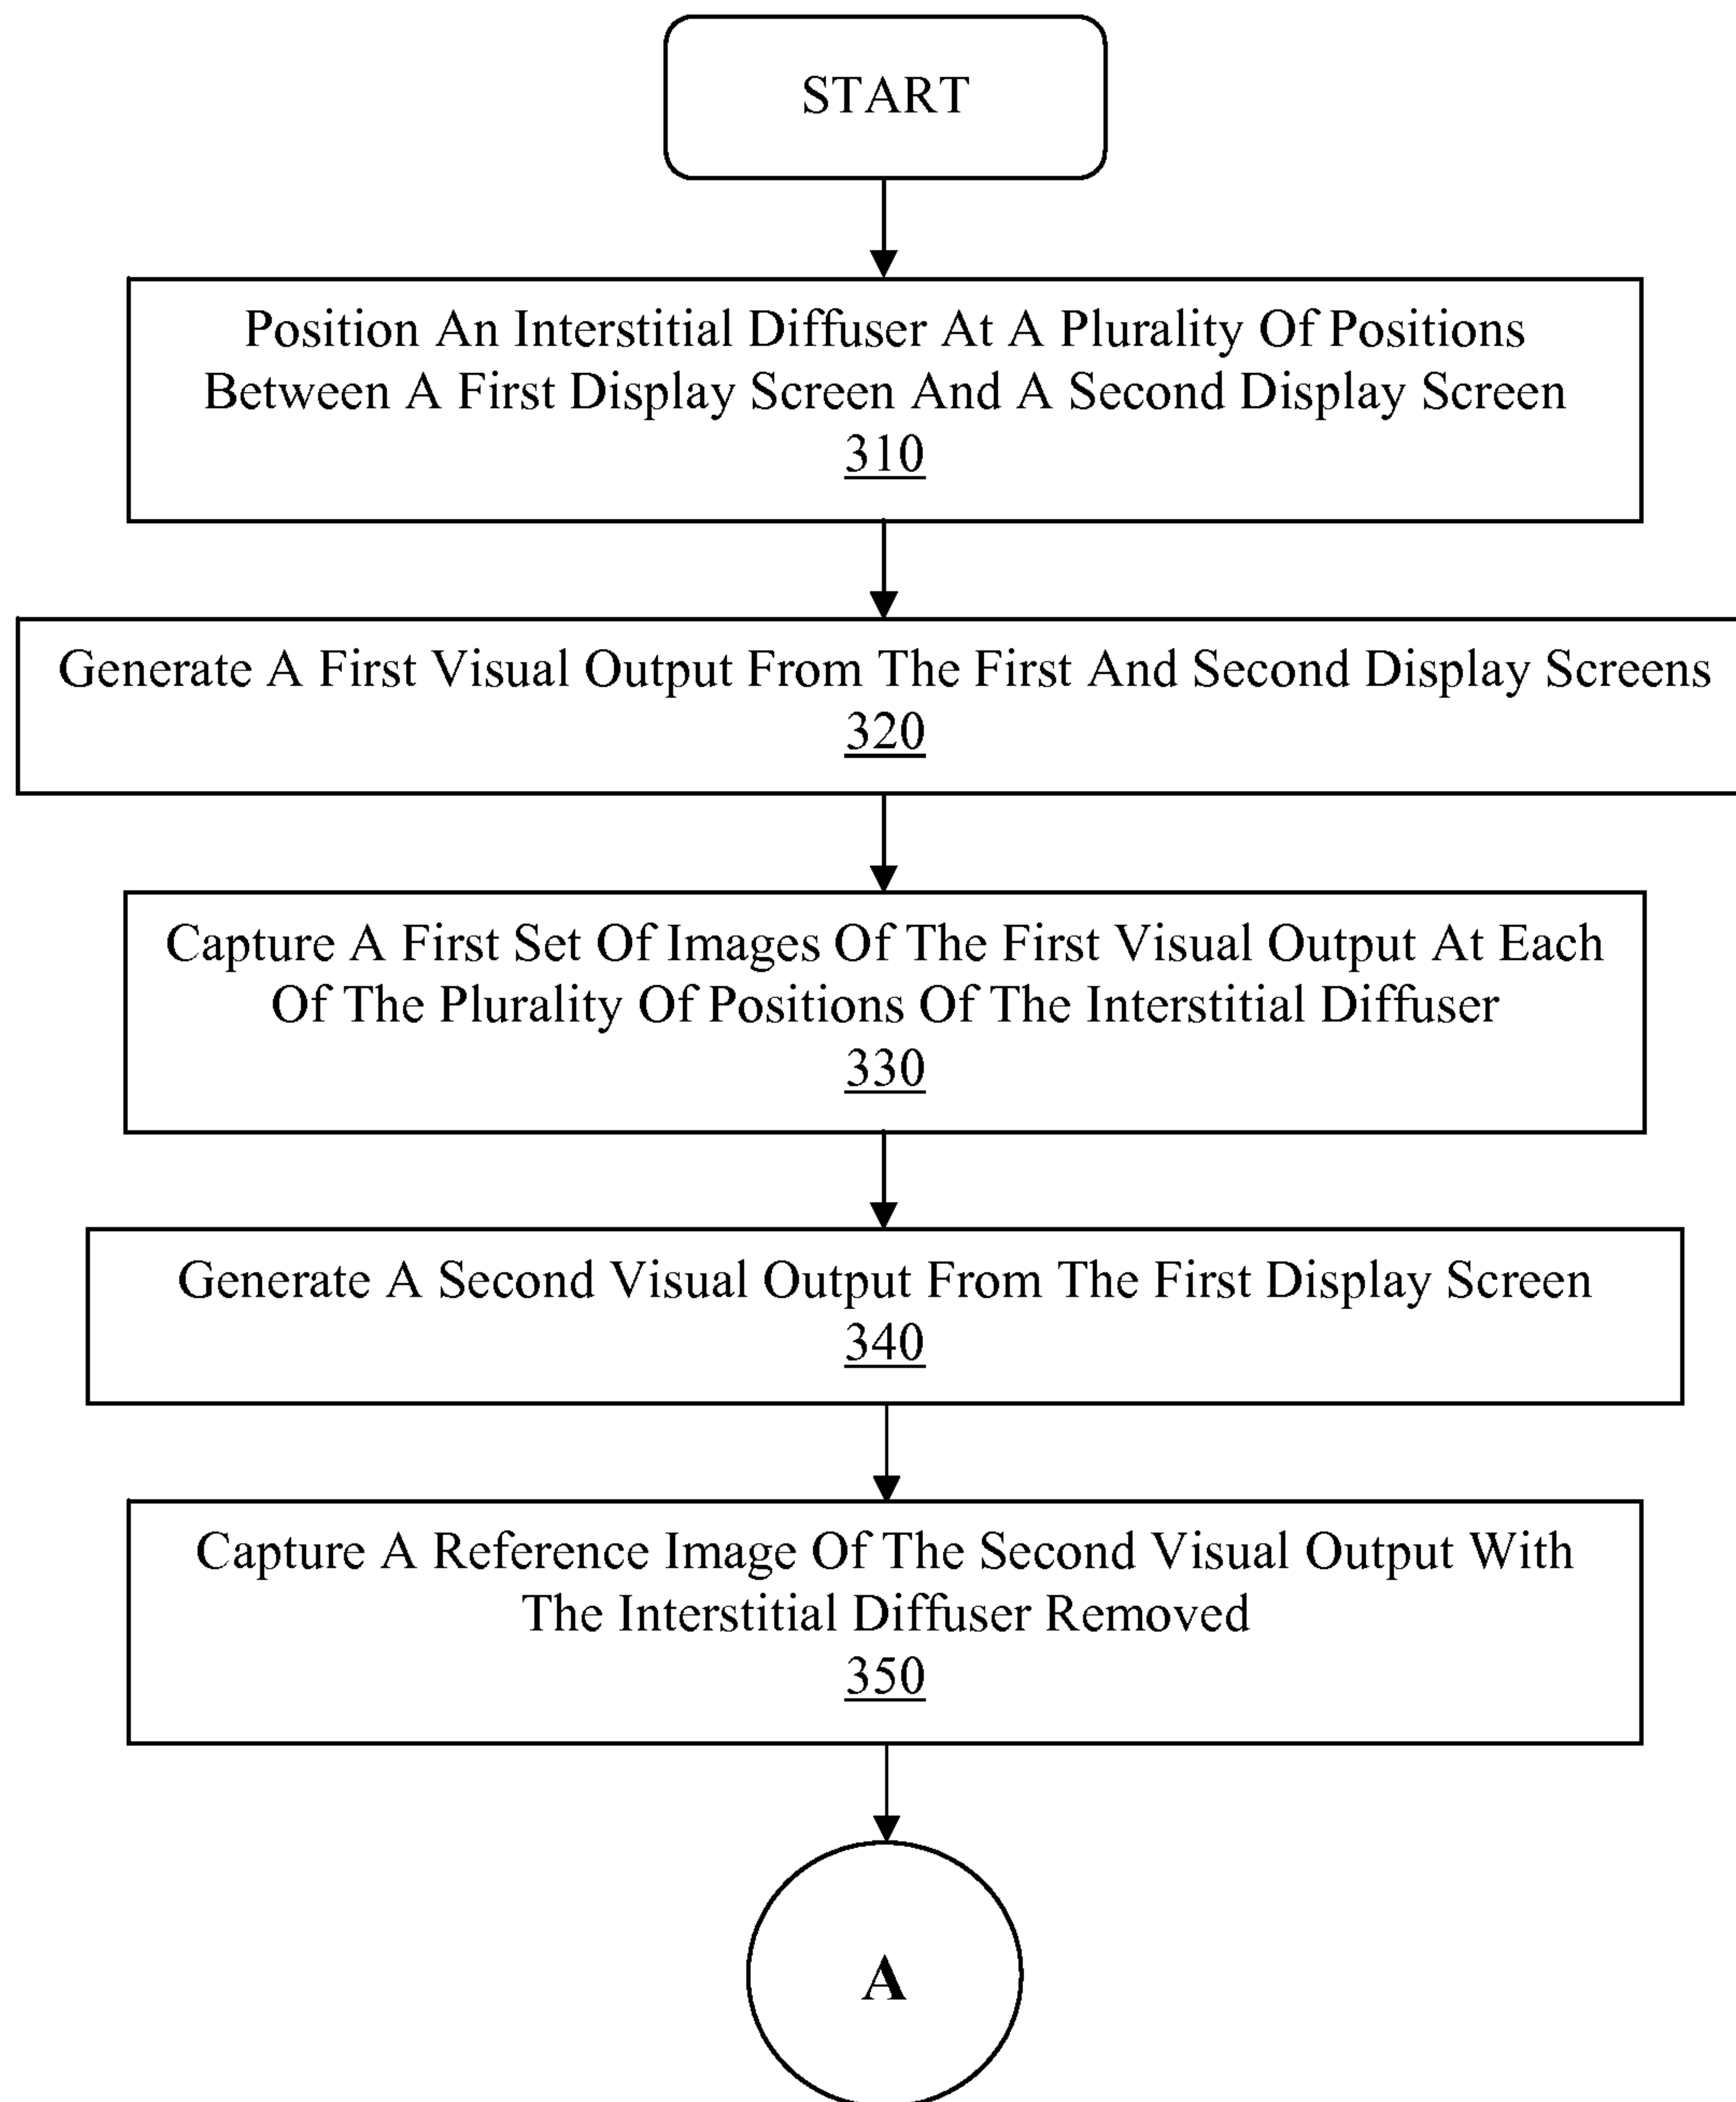 START
Position An Interstitial Diffuser At A Plurality Of Positions
Between A First Display Screen And A Second Display Screen
310
Generate A First Visual Output From The First And Second Display Screens
320
Capture A First Set Of Images Of The First Visual Output At Each
Of The Plurality Of Positions Of The Interstitial Diffuser
330
Generate A Second Visual Output From The First Display Screen
340
Capture A Reference Image Of The Second Visual Output With
The Interstitial Diffuser Removed
350
A